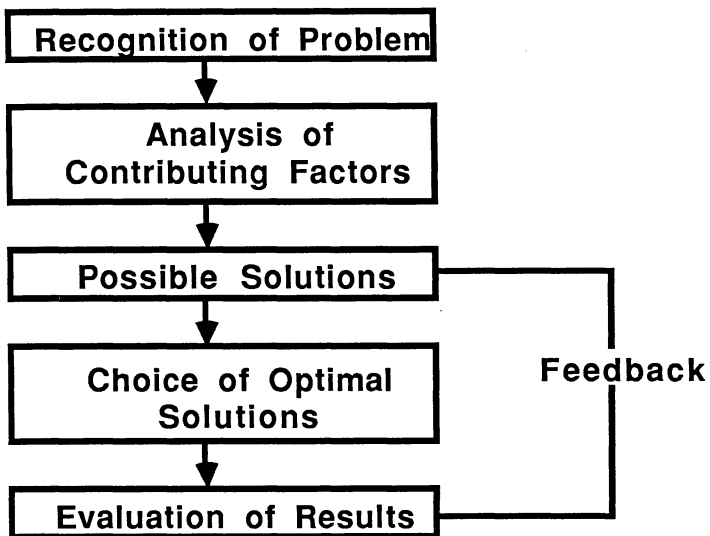 Recognition of Problem
Analysis of
Contributing Factors
Possible Solutions
Choice of Optimal
Solutions
Feedback
Evaluation of Results